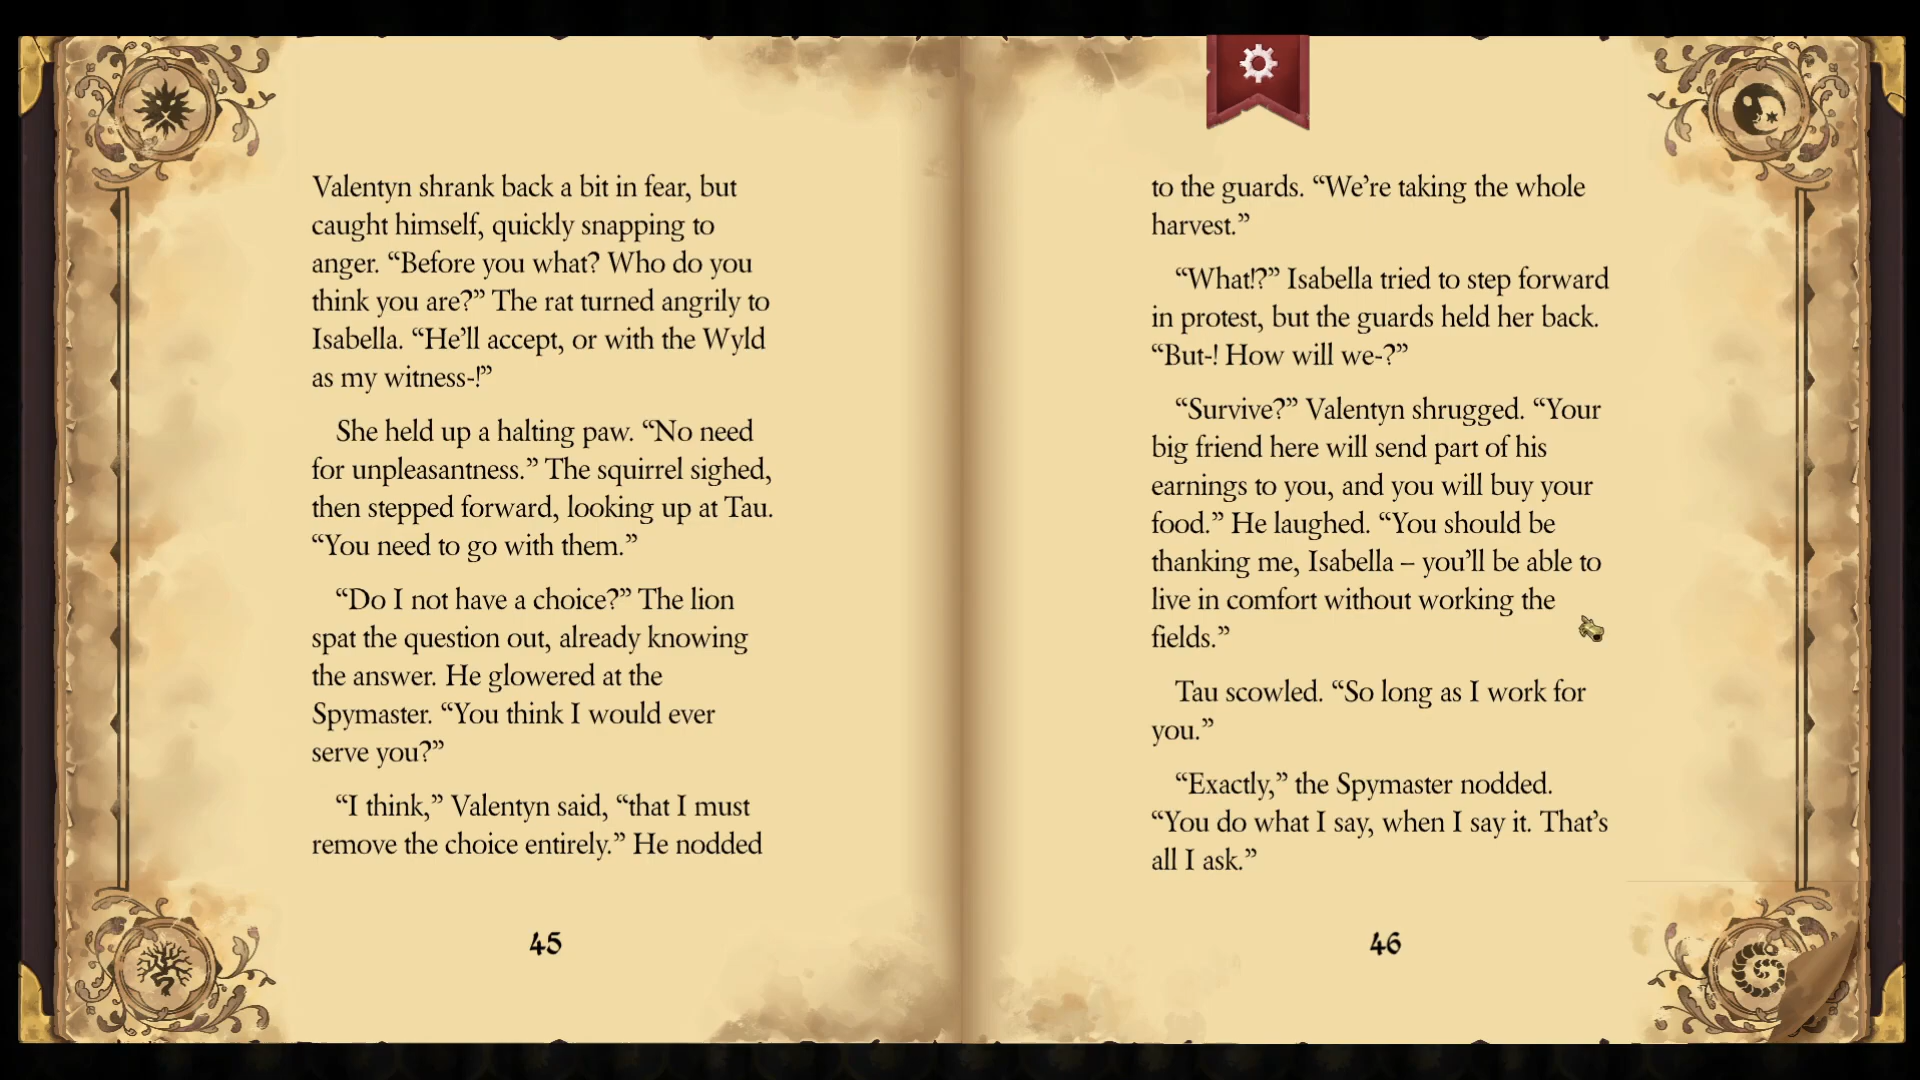 Valentyn shrank back a bit in fear, but
caught himself, quickly snapping to
anger. “Before you what? Who do you
think you are?” The rat turned angrily to
Isabella. “He’ll accept, or with the Wyld
as my witness-!”
She held up a halting paw. “No need
for unpleasantness.” The squirrel sighed,
then stepped forward, looking up at Tau.
“You need to go with them.”
“Do I not have a choice?” The lion
spat the question out, already knowing
the answer. He glowered at the
Spymaster. “You think I would ever
serve you?”
“I think,” Valentyn said, “that I must
remove the choice entirely.” He nodded
45
to the guards. “We’re taking the whole
harvest.”
“What!?” Isabella tried to step forward
in protest, but the guards held her back.
“But-! How will we-?”
“Survive?” Valentyn shrugged. “Your
big friend here will send part of his
earnings to you, and you will buy your
food.” He laughed. “You should be
thanking me, Isabella – you’ll be able to
live in comfort without working the
fields.”
Tau scowled. “So long as I work for
you.”
“Exactly,” the Spymaster nodded.
“You do what I say, when I say it. That’s
all I ask.”
46